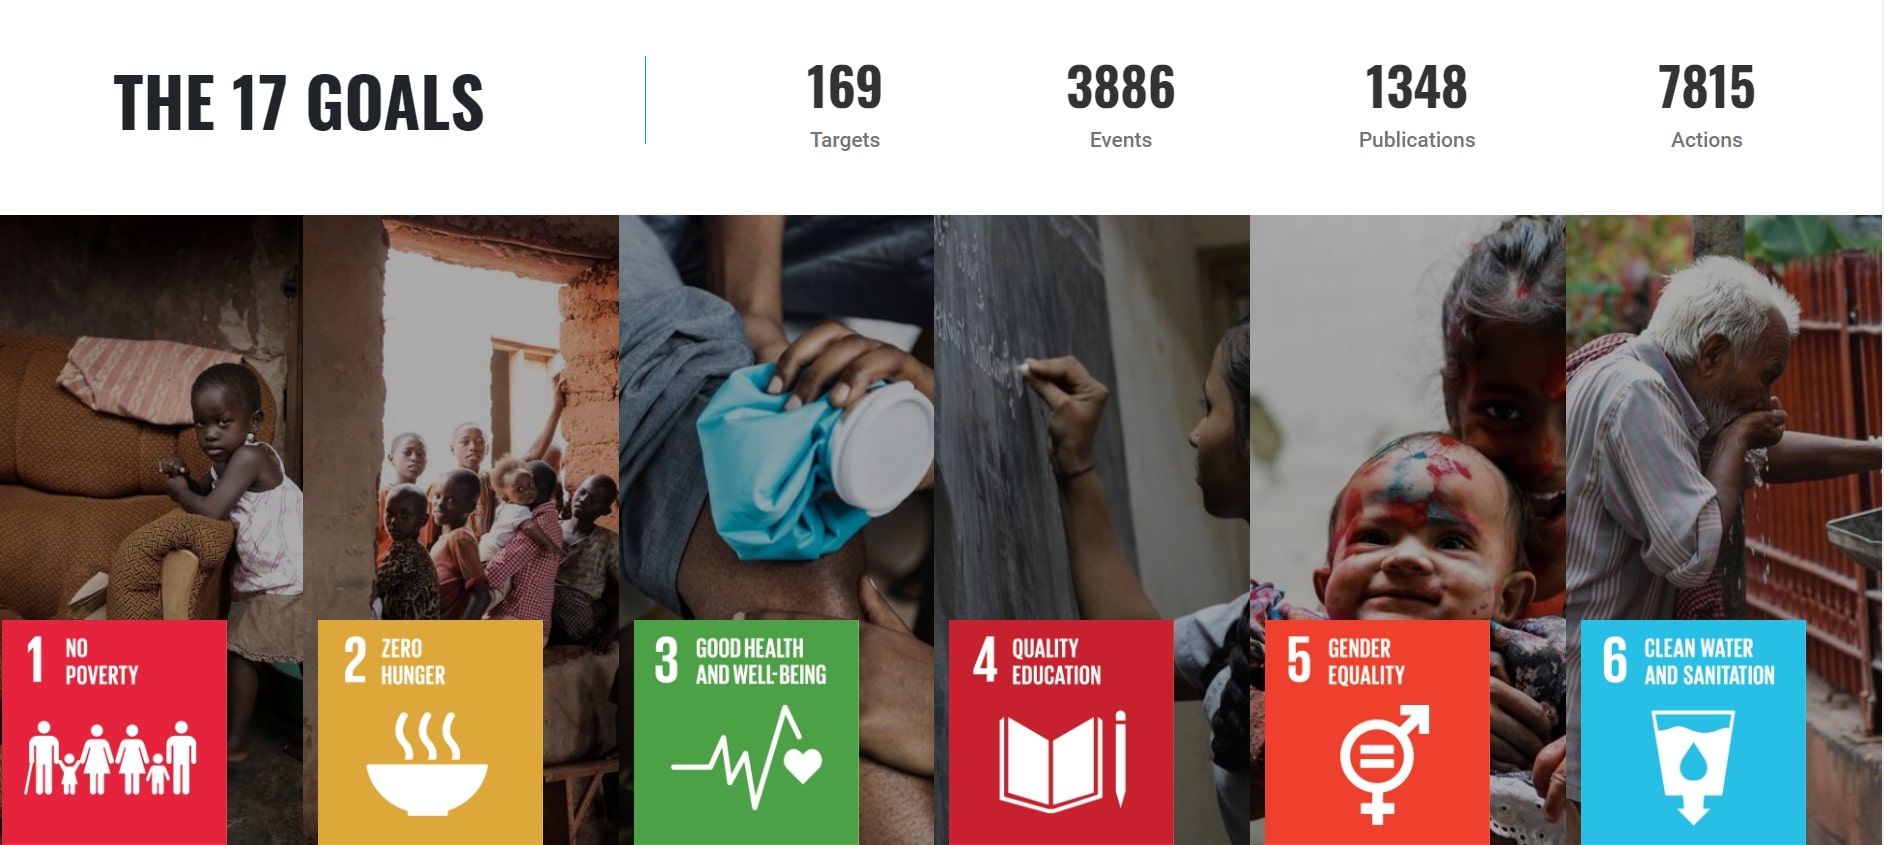 THE 17 GOALS
169
Targets
3886
Events
1348
Publications
7815
Actions
1 NO
POVERTY
2 ZERO
HUNGER
3 GOOD HEALTH
AND WELL-BEING
4 QUALITY
EDUCATION
5 GENDER
EQUALITY
6 CLEAN WATER
AND SANITATION